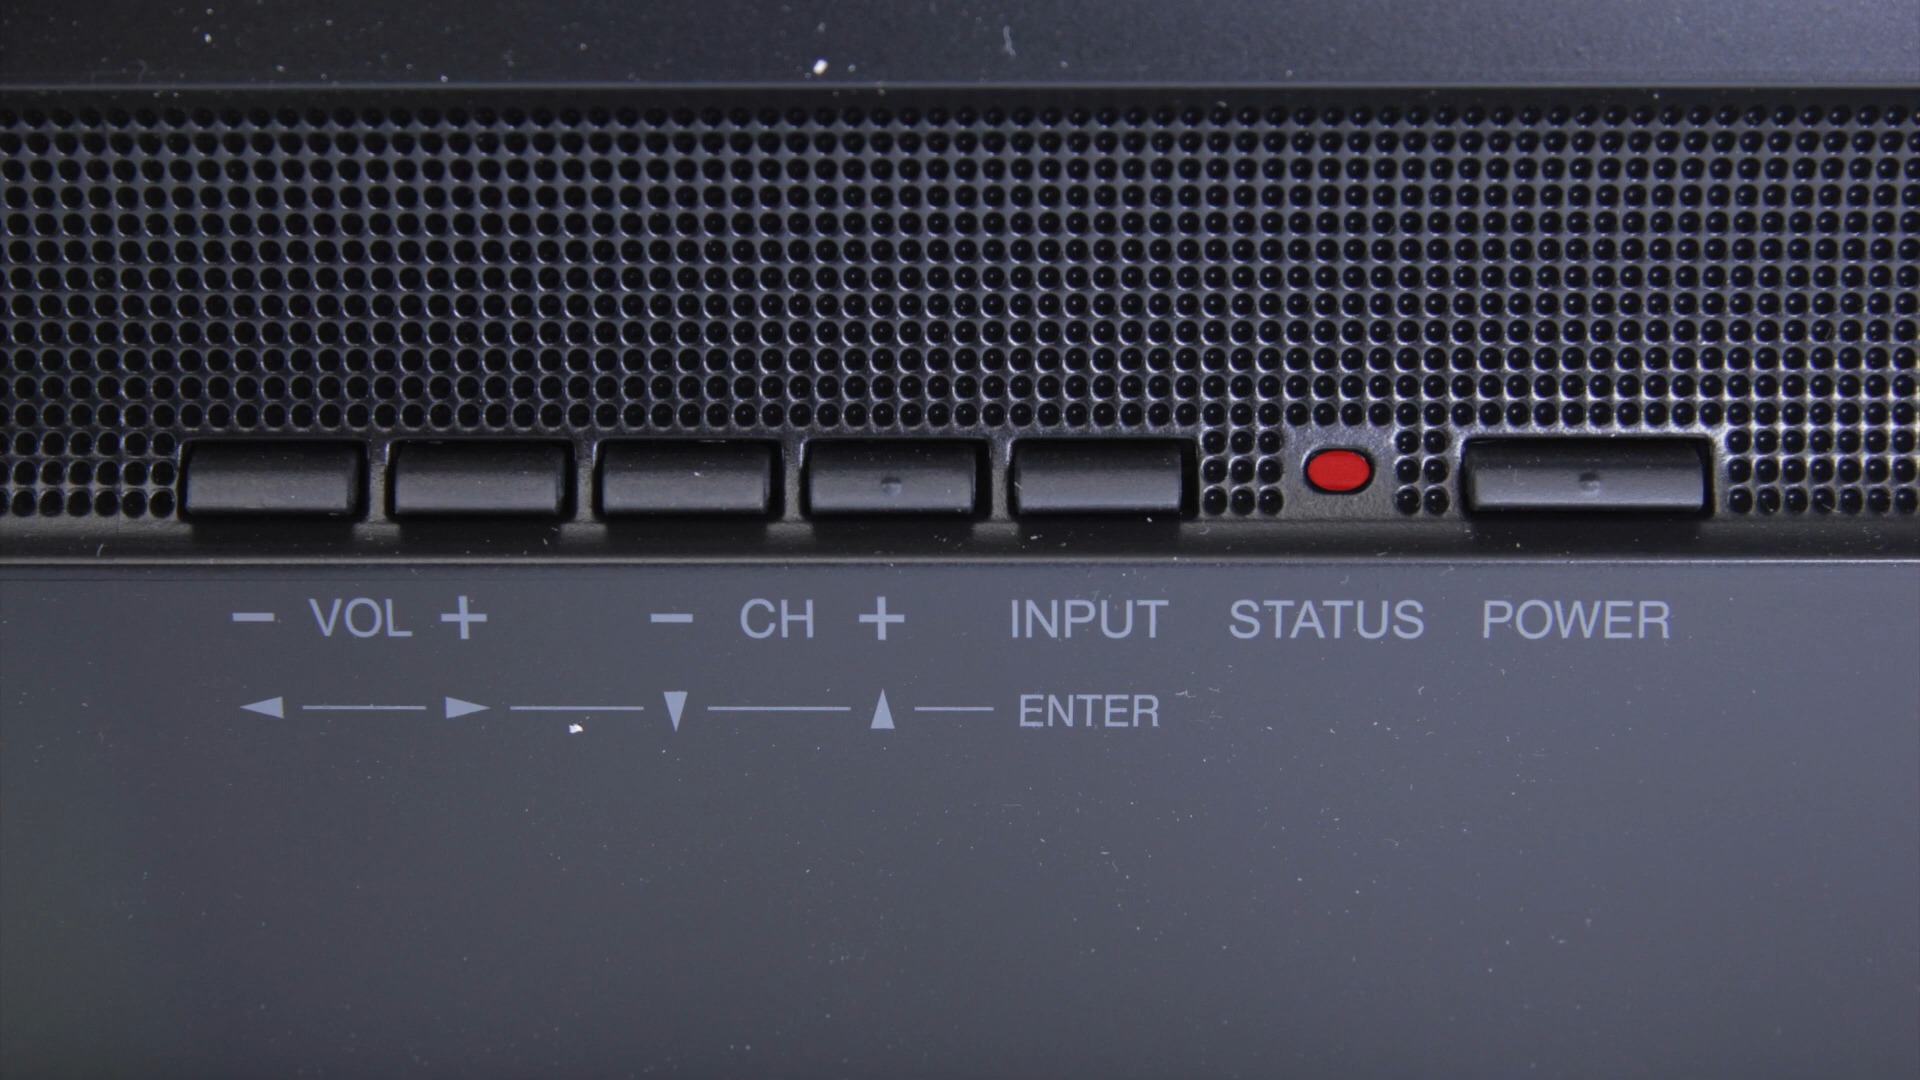 − VOL + − CH + INPUT STATUS POWER
ENTER